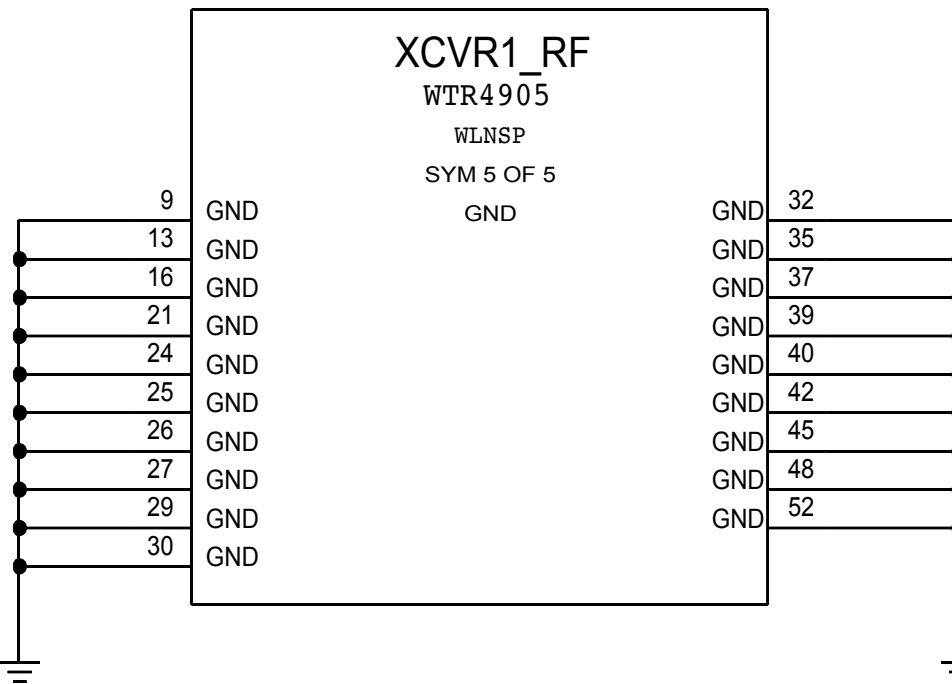 XCVR1_RF
WTR4905
WLNSP
SYM 5 OF 5
GND
9 GND
13 GND
16 GND
21 GND
24 GND
25 GND
26 GND
27 GND
29 GND
30 GND
GND 32
GND 35
GND 37
GND 39
GND 40
GND 42
GND 45
GND 48
GND 52